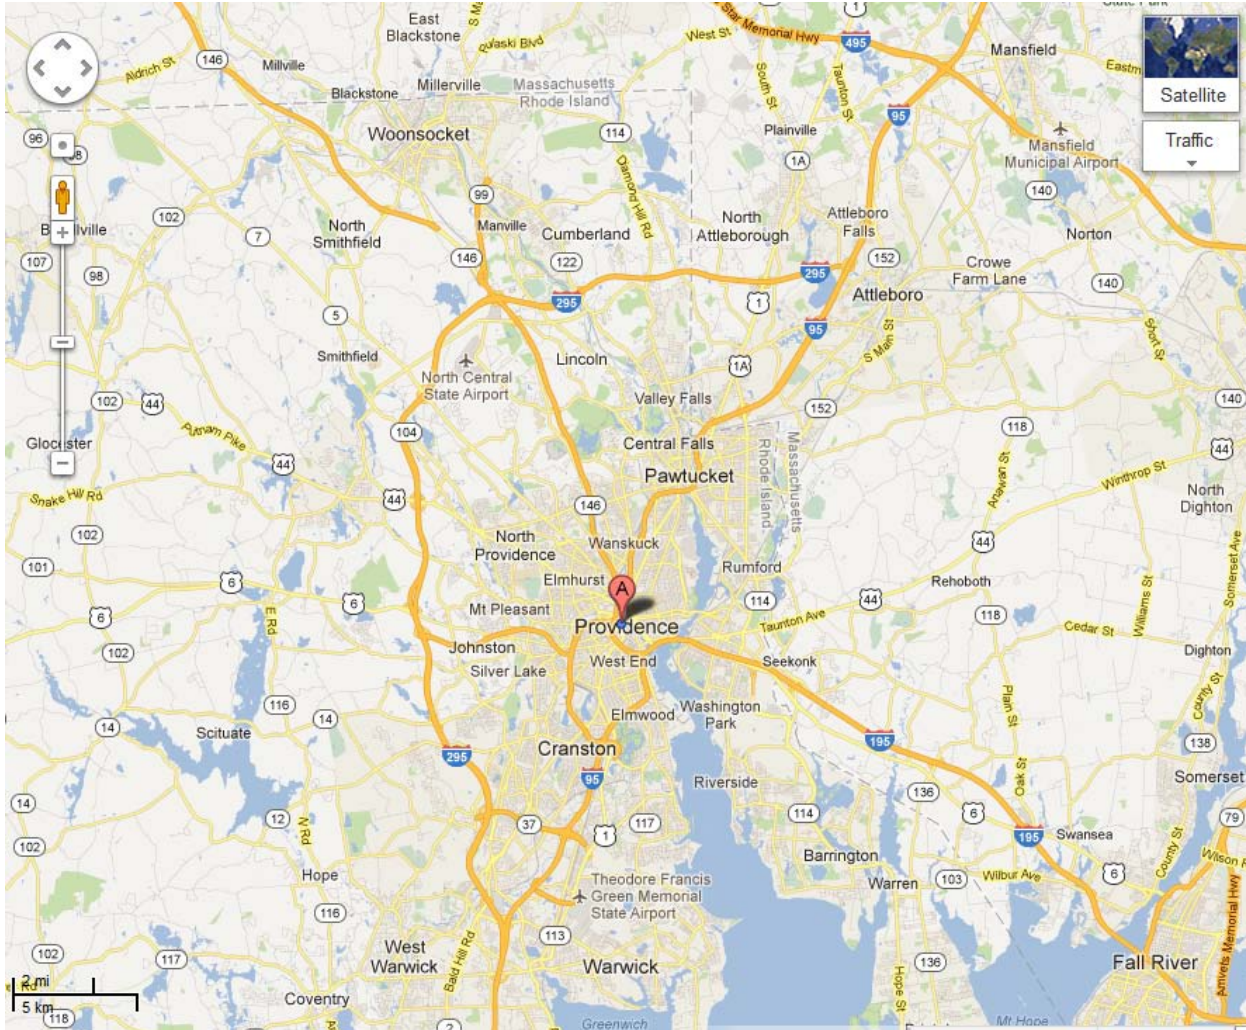 State Park
East
Blackstone
S Ma
Pulaski Blvd
West St
Star Memorial Hwy
1
495
Mansfield
Eastm
Satellite
Traffic
146
Aldrich St
Millville
Millerville
Massachusetts
Rhode Island
Blackstone
South St
Taunton St
95
Woonsocket
114
Plainville
1A
Mansfield
Municipal Airport
140
96
98
Diamond Hill Rd
99
102
North
Smithfield
Manville
Cumberland
North
Attleborough
Attleboro
Falls
Norton
7
107
98
146
122
295
152
Crowe
Farm Lane
140
295
1
Attleboro
5
95
S Main St
Short St
Smithfield
Lincoln
North Central
State Airport
1A
102
44
Valley Falls
152
140
Putnam Pike
104
Central Falls
118
Glocester
44
44
44
Pawtucket
Rhode Island
Massachusetts
Anawan St
Winthrop St
Snake Hill Rd
146
North
Dighton
102
North
Providence
Wanskuck
44
101
6
Elmhurst
Rumford
Rehoboth
Somerset Ave
6
6
A
Mt Pleasant
114
44
118
Williams St
E Rd
Providence
Taunton Ave
Cedar St
102
Johnston
West End
Seekonk
Dighton
Silver Lake
116
14
Elmwood
Washington
Park
Plain St
County St
14
Scituate
295
Cranston
195
138
95
Riverside
Oak St
Somerset
14
136
6
12
N Rd
37
1
117
114
195
Swansea
79
102
Barrington
County St
Wilson R
Hope
Theodore Francis
Green Memorial
State Airport
Warren
103
Wilbur Ave
6
116
Bald Hill Rd
113
Amvets Memorial Hwy
102
117
West
Warwick
Warwick
136
Fall River
2 mi
5 km
Coventry
Hope St
118
2
Greenwich
Mt Hope